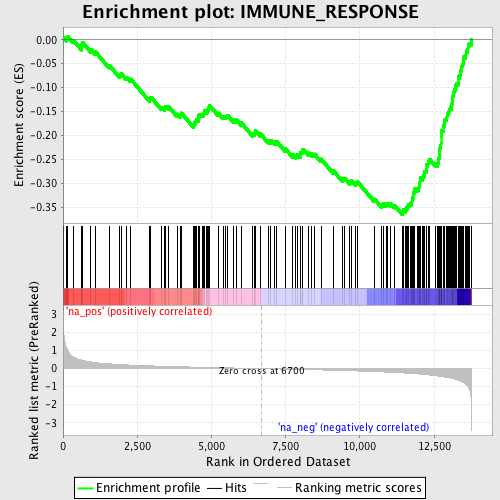 Enrichment plot: IMMUNE_RESPONSE
Enrichment score (ES)
0.00
-0.05
-0.10
-0.15
-0.20
-0.25
-0.30
-0.35
'na_pos' (positively correlated)
Ranked list metric (PreRanked)
3
2
1
0
-1
-2
-3
Zero cross at 6700
'na_neg' (negatively correlated)
0
2,500
5,000
7,500
10,000
12,500
Rank in Ordered Dataset
Enrichment profile
Hits
Ranking metric scores